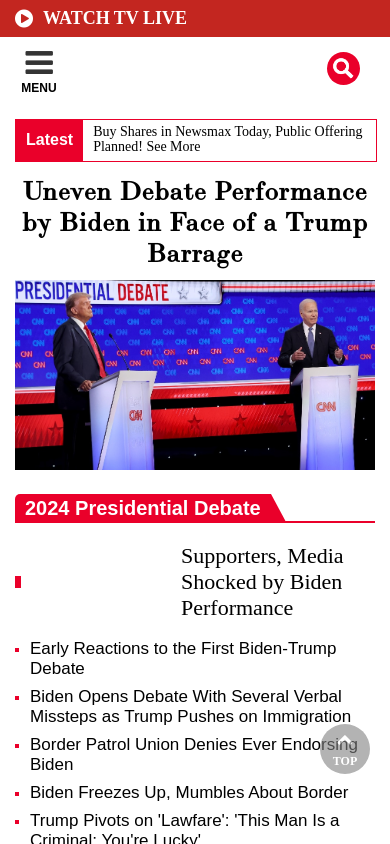 WATCH TV LIVE
MENU
Latest
Buy Shares in Newsmax Today, Public Offering
Planned! See More
Uneven Debate Performance
by Biden in Face of a Trump
Barrage
PRESIDENTIAL DEBATE
CNN
CNN
2024 Presidential Debate
Supporters, Media
Shocked by Biden
Performance
Early Reactions to the First Biden-Trump
Debate
Biden Opens Debate With Several Verbal
Missteps as Trump Pushes on Immigration
Border Patrol Union Denies Ever Endorsing
Biden
TOP
Biden Freezes Up, Mumbles About Border
Trump Pivots on 'Lawfare': 'This Man Is a
Criminal; You're Lucky'